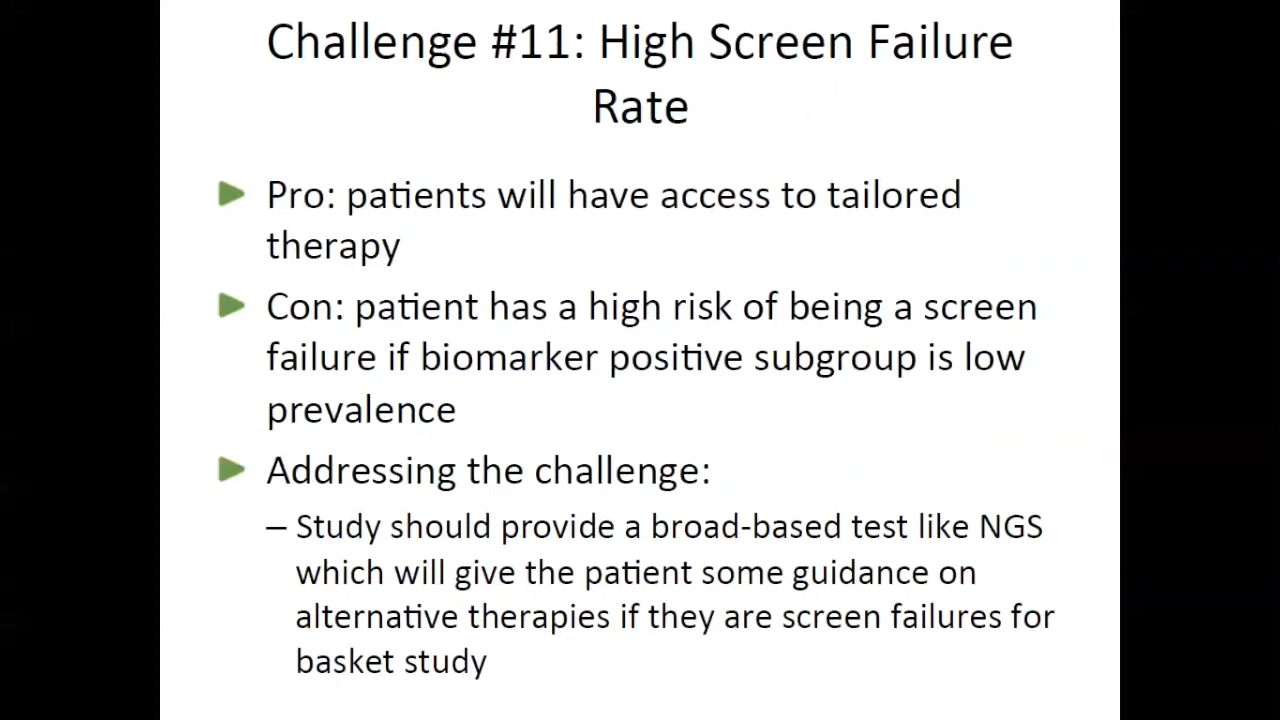 Challenge #11: High Screen Failure
Rate
Pro: patients will have access to tailored
therapy
Con: patient has a high risk of being a screen
failure if biomarker positive subgroup is low
prevalence
Addressing the challenge:
– Study should provide a broad-based test like NGS
which will give the patient some guidance on
alternative therapies if they are screen failures for
basket study